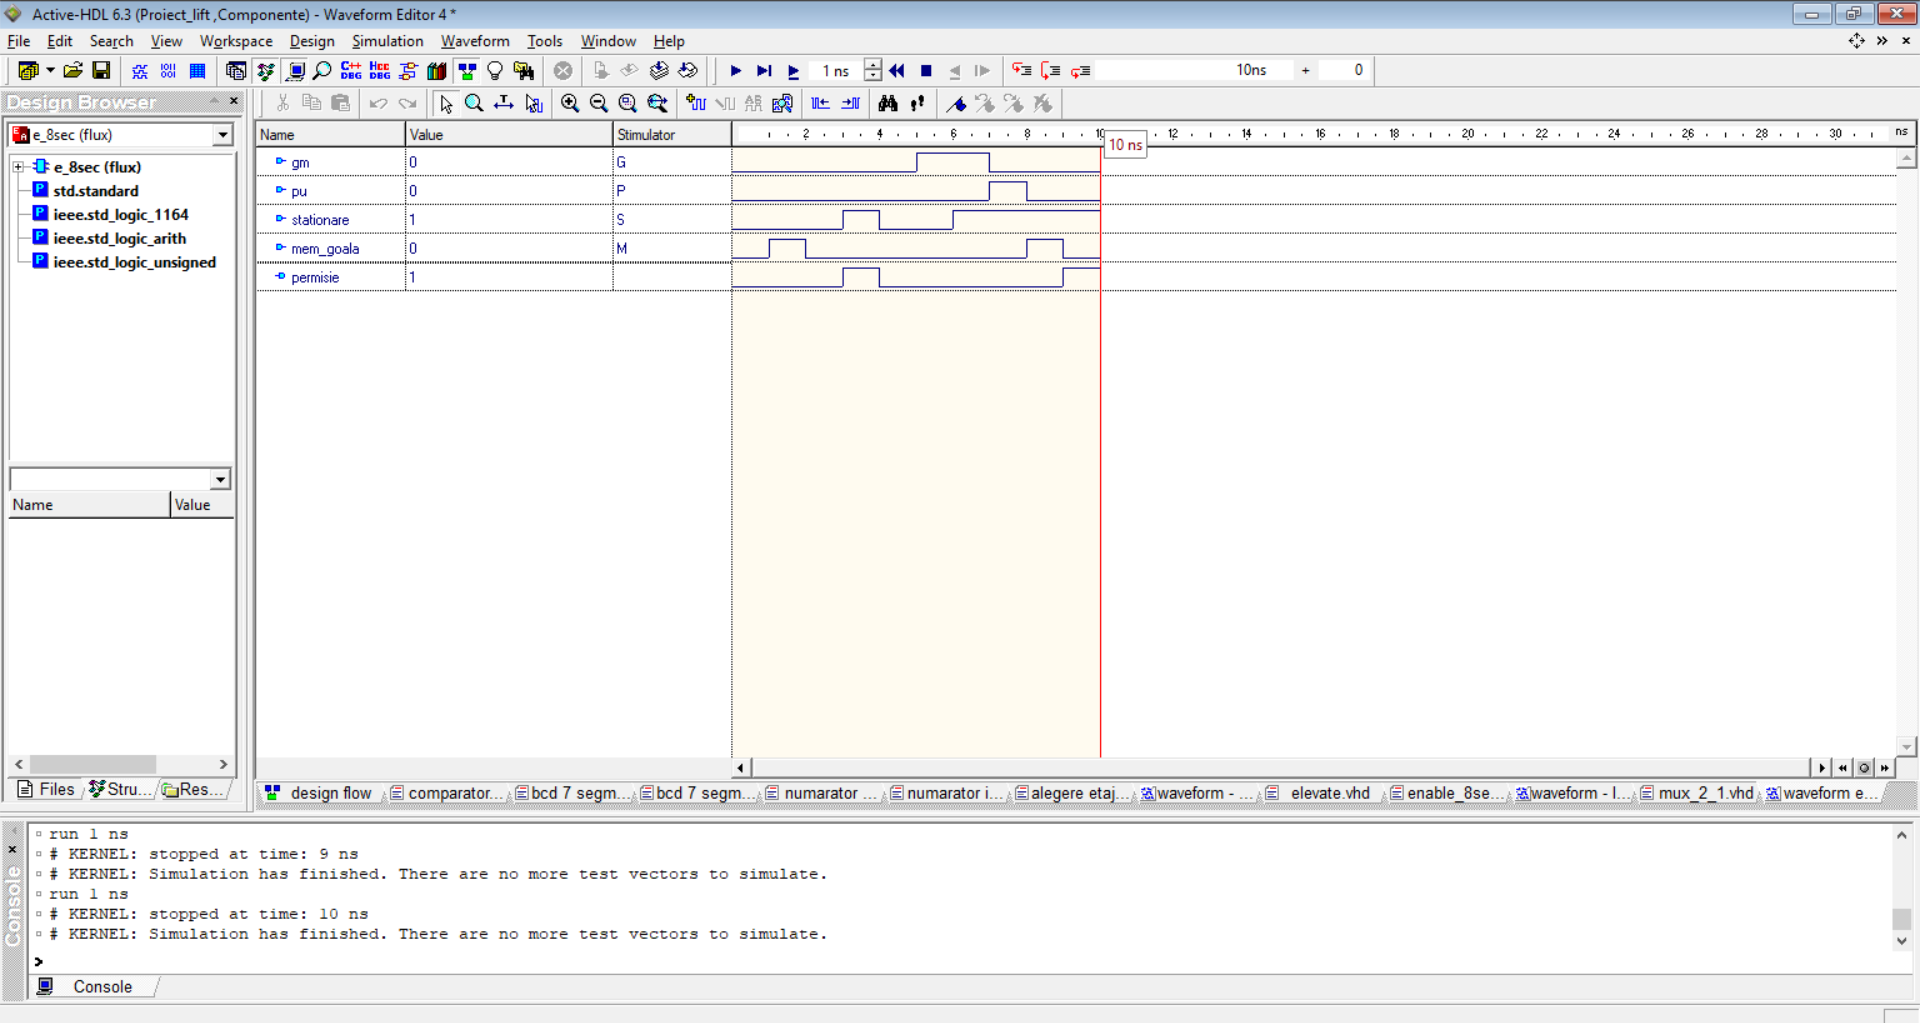 Active-HDL 6.3 (Proiect_lift ,Componente) - Waveform Editor 4 *
File Edit Search View Workspace Design Simulation Waveform Tools Window Help
C++ DBG HCC DBG 1 ns 10ns + 0
Design Browser
e_8sec (flux)
e_8sec (flux)
std.standard
ieee.std_logic_1164
ieee.std_logic_arith
ieee.std_logic_unsigned
Name Value
Files Stru... Res...
Name Value Stimulator 2 4 6 8 10 12 14 16 18 20 22 24 26 28 30 ns
10 ns
gm 0 G
pu 0 P
stationare 1 S
mem_goala 0 M
permisie 1
design flow comparator... bcd 7 segm... bcd 7 segm... numarator ... numarator i... alegere etaj... waveform - ... elevate.vhd enable_8se... waveform - l... mux_2_1.vhd waveform e...
run 1 ns
# KERNEL: stopped at time: 9 ns
# KERNEL: Simulation has finished. There are no more test vectors to simulate.
run 1 ns
# KERNEL: stopped at time: 10 ns
# KERNEL: Simulation has finished. There are no more test vectors to simulate.
>
Console
Console